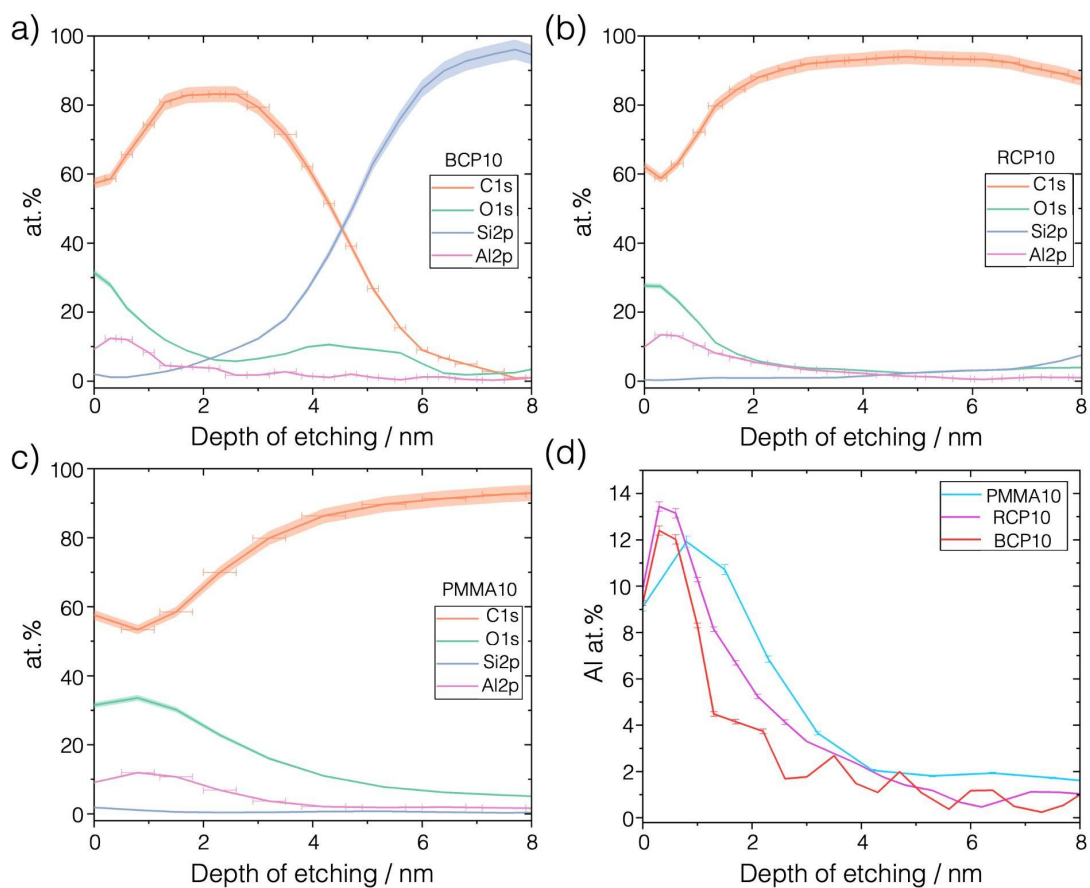 a)
100
80
60
40
20
0
at.%
BCP10
C1s
O1s
Si2p
Al2p
0 2 4 6 8
Depth of etching / nm
(b)
100
80
60
40
20
0
at.%
RCP10
C1s
O1s
Si2p
Al2p
0 2 4 6 8
Depth of etching / nm
c)
100
80
60
40
20
0
at.%
PMMA10
C1s
O1s
Si2p
Al2p
0 2 4 6 8
Depth of etching / nm
(d)
14
12
10
8
6
4
2
0
Al at.%
PMMA10
RCP10
BCP10
0 2 4 6 8
Depth of etching / nm